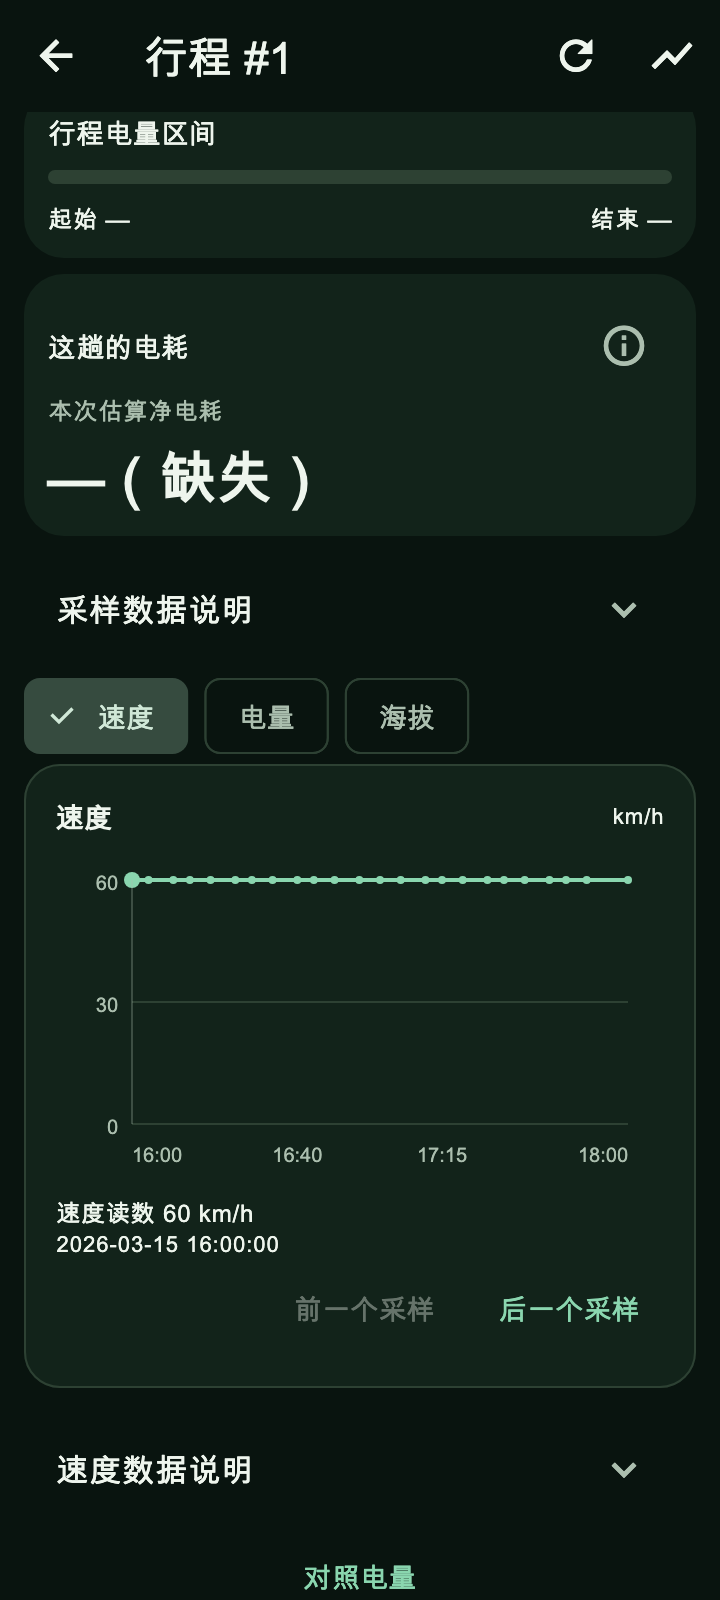 行程 #1
行程电量区间
起始 —
结束 —
这趟的电耗
本次估算净电耗
—（缺失）
采样数据说明
速度
电量
海拔
速度
km/h
60
30
0
16:00
16:40
17:15
18:00
速度读数 60 km/h
2026-03-15 16:00:00
前一个采样
后一个采样
速度数据说明
对照电量